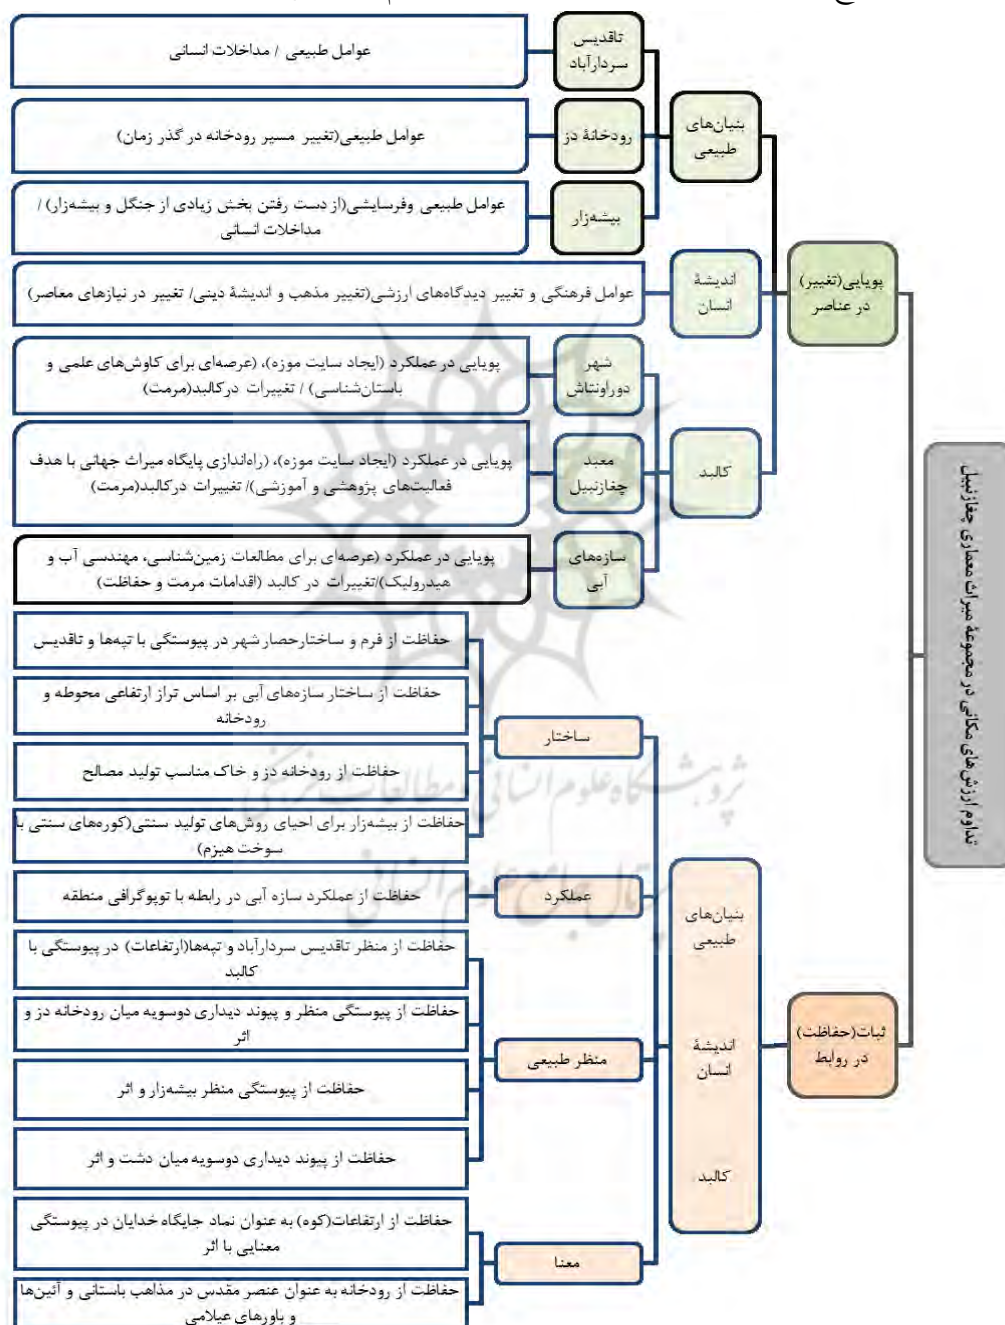 تداوم ارزش‌های مکانی در مجموعهٔ میراث معماری چغازنبیل
پویایی(تغییر)
در عناصر
بنیان‌های
طبیعی
تاقدیس
سردارآباد
عوامل طبیعی / مداخلات انسانی
رودخانهٔ دز
عوامل طبیعی(تغییر مسیر رودخانه در گذر زمان)
بیشه‌زار
عوامل طبیعی وفرسایشی(از دست رفتن بخش زیادی از جنگل و بیشه‌زار) /
مداخلات انسانی
اندیشهٔ
انسان
عوامل فرهنگی و تغییر دیدگاه‌های ارزشی(تغییر مذهب و اندیشهٔ دینی/ تغییر در نیازهای معاصر)
کالبد
شهر
دوراونتاش
پویایی در عملکرد (ایجاد سایت موزه)، (عرصه‌ای برای کاوش‌های علمی و
باستان‌شناسی) / تغییرات درکالبد(مرمت)
معبد
چغازنبیل
پویایی در عملکرد (ایجاد سایت موزه)، (راه‌اندازی پایگاه میراث جهانی با هدف
فعالیت‌های پژوهشی و آموزشی)/ تغییرات درکالبد(مرمت)
سازه‌های
آبی
پویایی در عملکرد (عرصه‌ای برای مطالعات زمین‌شناسی، مهندسی آب و
هیدرولیک)/تغییرات در کالبد (اقدامات مرمت و حفاظت)
ثبات(حفاظت)
در روابط
بنیان‌های
طبیعی
اندیشهٔ
انسان
کالبد
ساختار
حفاظت از فرم و ساختارحصار شهر در پیوستگی با تپه‌ها و تاقدیس
حفاظت از ساختار سازه‌های آبی بر اساس تراز ارتفاعی محوطه و
رودخانه
حفاظت از رودخانه دز و خاک مناسب تولید مصالح
حفاظت از بیشه‌زار برای احیای روش‌های تولید سنتی(کوره‌های سنتی با
سوخت هیزم)
عملکرد
حفاظت از عملکرد سازه آبی در رابطه با توپوگرافی منطقه
منظر طبیعی
حفاظت از منظر تاقدیس سردارآباد و تپه‌ها(ارتفاعات) در پیوستگی با
کالبد
حفاظت از پیوستگی منظر و پیوند دیداری دوسویه میان رودخانه دز و
اثر
حفاظت از پیوستگی منظر بیشه‌زار و اثر
حفاظت از پیوند دیداری دوسویه میان دشت و اثر
معنا
حفاظت از ارتفاعات(کوه) به عنوان نماد جایگاه خدایان در پیوستگی
معنایی با اثر
حفاظت از رودخانه به عنوان عنصر مقدس در مذاهب باستانی و آئین‌ها
و باورهای عیلامی
پژوهشگاه علوم انسانی و مطالعات فرهنگی
پرتال جامع علوم انسانی